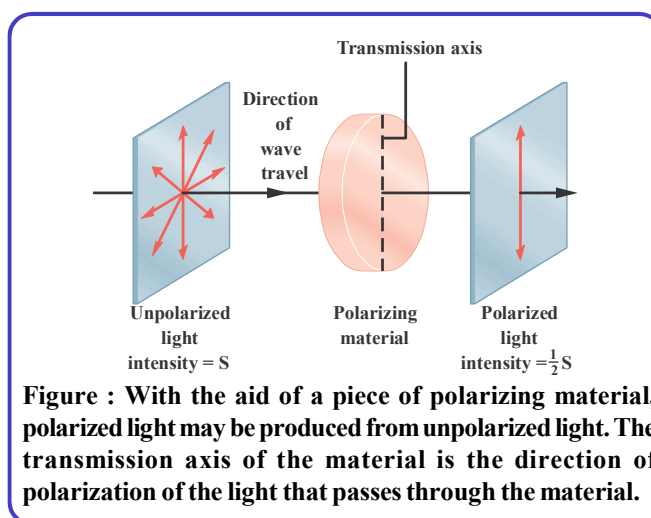 Transmission axis
Direction
of
wave
travel
Unpolarized
light
intensity = S
Polarizing
material
Polarized
light
intensity =½S
Figure : With the aid of a piece of polarizing material,
polarized light may be produced from unpolarized light. The
transmission axis of the material is the direction of
polarization of the light that passes through the material.